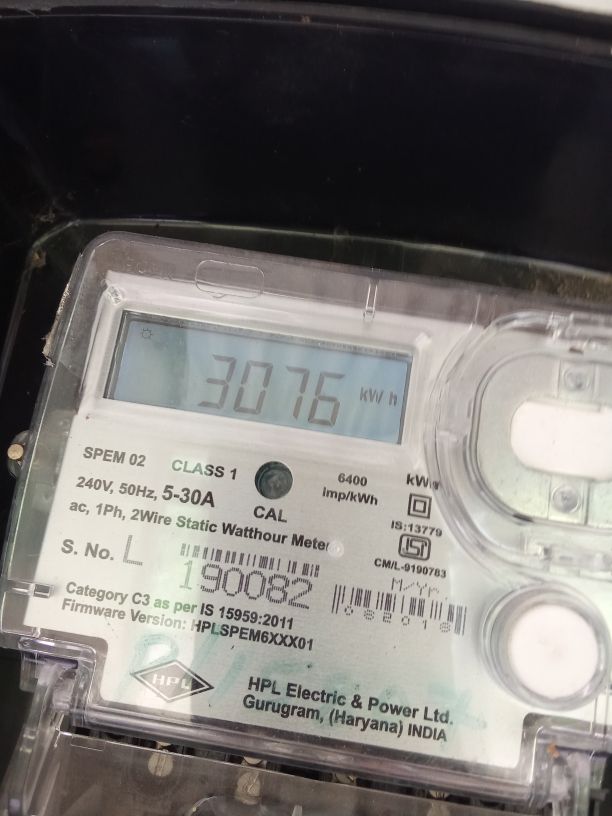 3076 kWh
SPEM 02 CLASS 1
6400 imp/kWh
240V, 50Hz, 5-30A
CAL
ac, 1Ph, 2Wire Static Watthour Meter
IS:13779
ISI
CM/L-9190783
S. No. L 190082
M/Yr
082018
Category C3 as per IS 15959:2011
Firmware Version: HPLSPEM6XXX01
HPL
HPL Electric & Power Ltd.
Gurugram, (Haryana) INDIA